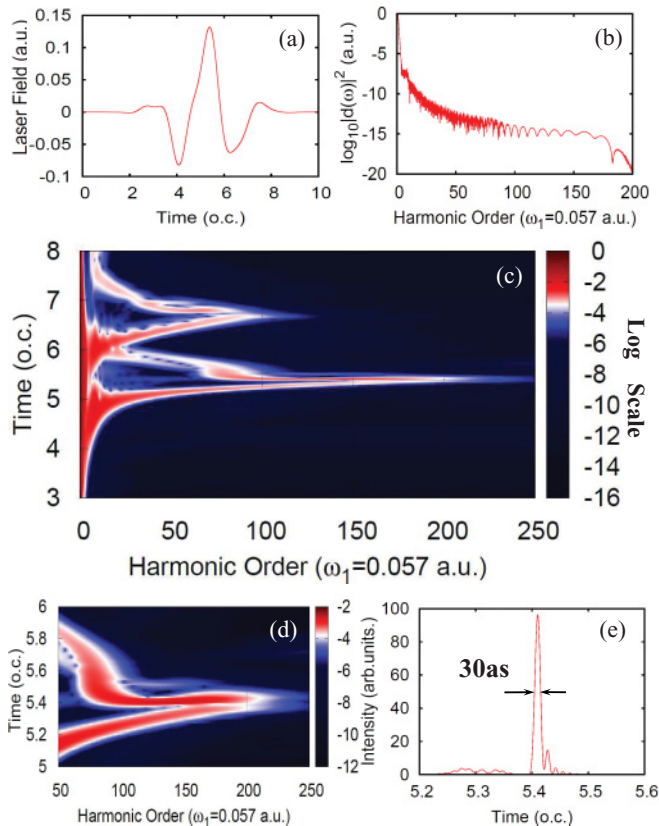 (a)
Laser Field (a.u.)
0.15
0.1
0.05
0
-0.05
-0.1
0 2 4 6 8 10
Time (o.c.)
(b)
log10|d(ω)|2 (a.u.)
-0
-5
-10
-15
-20
0 50 100 150 200
Harmonic Order (ω1=0.057 a.u.)
(c)
Time (o.c.)
8
7
6
5
4
3
0 50 100 150 200 250
Harmonic Order (ω1=0.057 a.u.)
0
-2
-4
-6
-8
-10
-12
-14
-16
Log Scale
(d)
Time (o.c.)
6
5.8
5.6
5.4
5.2
5
50 100 150 200 250
Harmonic Order (ω1=0.057 a.u.)
-2
-4
-6
-8
-10
-12
(e)
Intensity (arb.units.)
100
80
60
40
20
0
30as
5.2 5.3 5.4 5.5 5.6
Time (o.c.)